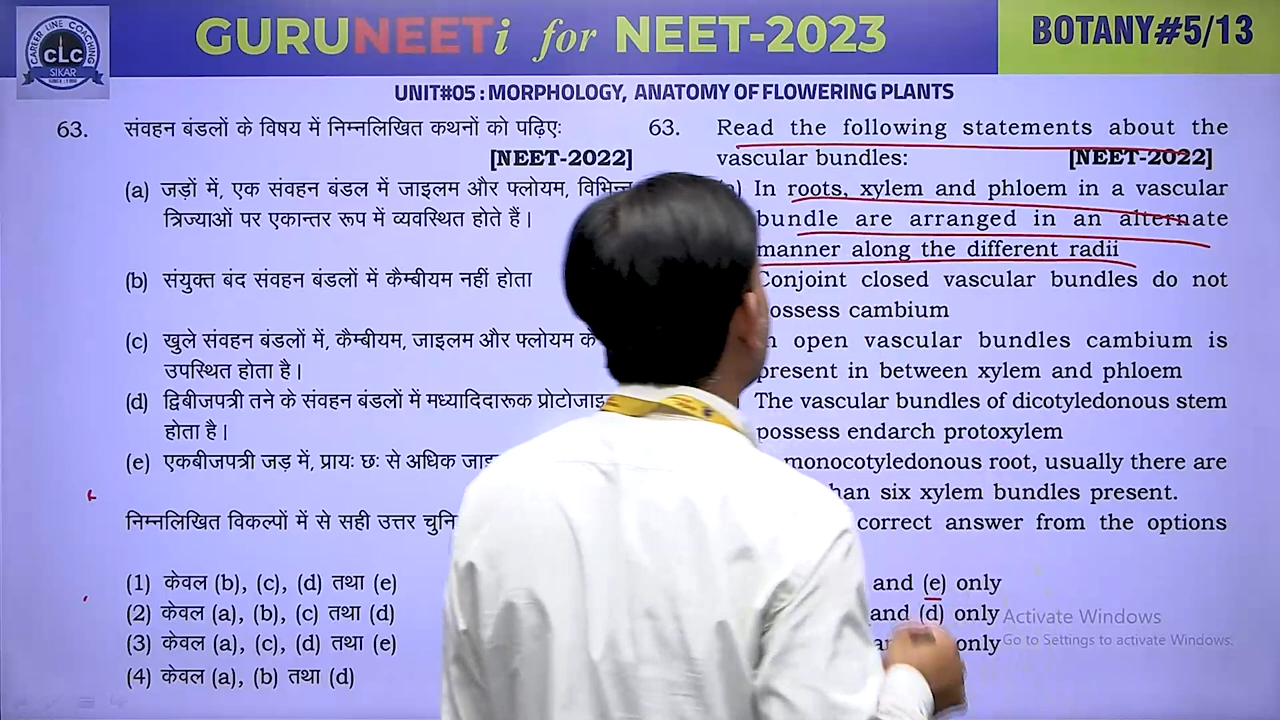 CAREER LINE COACHING
CLC
SIKAR
GURUNEETi for NEET-2023
BOTANY#5/13
UNIT#05 : MORPHOLOGY, ANATOMY OF FLOWERING PLANTS
63. संवहन बंडलों के विषय में निम्नलिखित कथनों को पढ़िए:
[NEET-2022]
(a) जड़ों में, एक संवहन बंडल में जाइलम और फ्लोयम, विभिन्न
त्रिज्याओं पर एकान्तर रूप में व्यवस्थित होते हैं।
(b) संयुक्त बंद संवहन बंडलों में कैम्बीयम नहीं होता
(c) खुले संवहन बंडलों में, कैम्बीयम, जाइलम और फ्लोयम के
उपस्थित होता है।
(d) द्विबीजपत्री तने के संवहन बंडलों में मध्यादिदारूक
होता है।
(e) एकबीजपत्री जड़ में, प्रायः छः से अधिक
निम्नलिखित विकल्पों में से सही उत्तर
(1) केवल (b), (c), (d) तथा (e)
(2) केवल (a), (b), (c) तथा (d)
(3) केवल (a), (c), (d) तथा (e)
(4) केवल (a), (b) तथा (d)
63. Read the following statements about the
vascular bundles: [NEET-2022]
In roots, xylem and phloem in a vascular
bundle are arranged in an alternate
manner along the different radii
Conjoint closed vascular bundles do not
possess cambium
open vascular bundles cambium is
present in between xylem and phloem
The vascular bundles of dicotyledonous stem
possess endarch protoxylem
monocotyledonous root, usually there are
six xylem bundles present.
correct answer from the options
and (e) only
and (d) only
only
Activate Windows
Go to Settings to activate Windows.